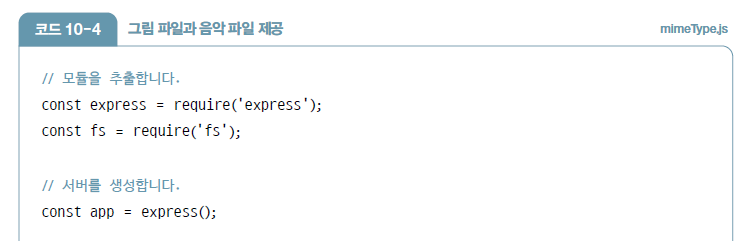 코드 10-4 그림 파일과 음악 파일 제공 mimeType.js
// 모듈을 추출합니다.
const express = require('express');
const fs = require('fs');
// 서버를 생성합니다.
const app = express();